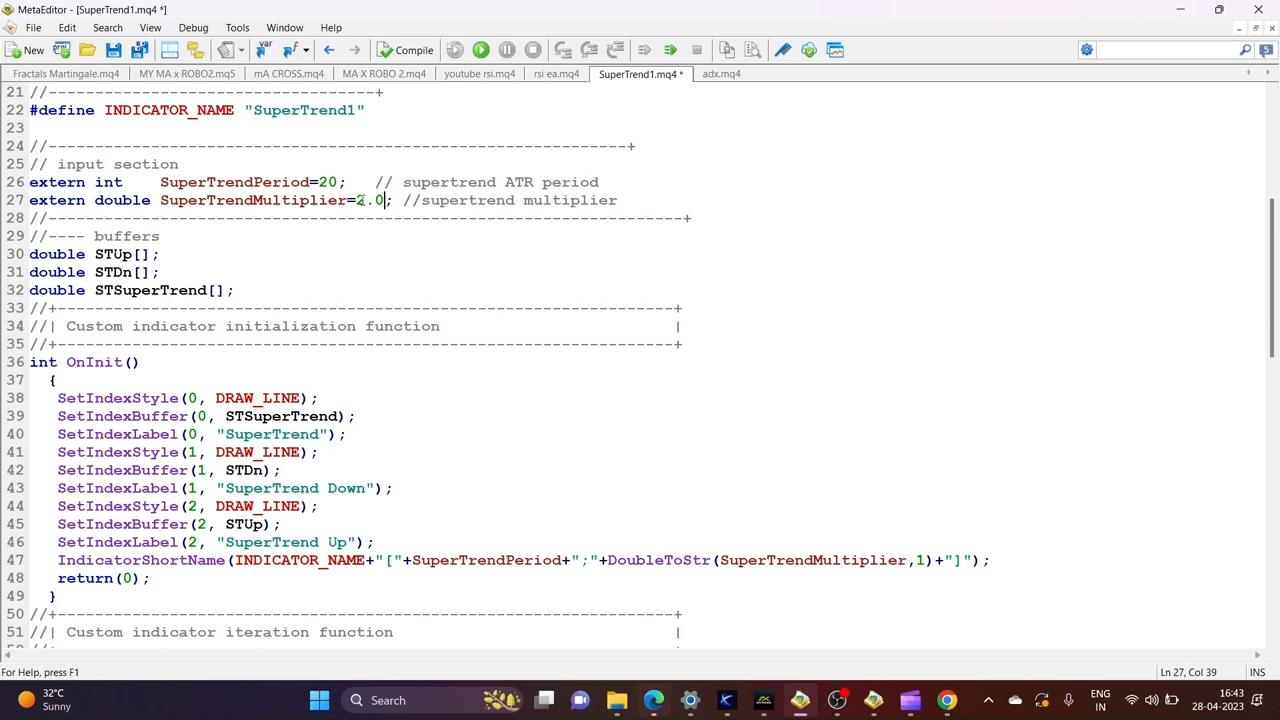 MetaEditor - [SuperTrend1.mq4 *]
File Edit Search View Debug Tools Window Help
New Compile
Fractals Martingale.mq4 MY MA x ROBO2.mq5 mA CROSS.mq4 MA X ROBO 2.mq4 youtube rsi.mq4 rsi ea.mq4 SuperTrend1.mq4 * adx.mq4
21 //-----------------------------------+
22 #define INDICATOR_NAME "SuperTrend1"
23
24 //--------------------------------------------------------------+
25 // input section
26 extern int    SuperTrendPeriod=20;   // supertrend ATR period
27 extern double SuperTrendMultiplier=2.0; //supertrend multiplier
28 //--------------------------------------------------------------------+
29 //---- buffers
30 double STUp[];
31 double STDn[];
32 double STSuperTrend[];
33 //+------------------------------------------------------------------+
34 //| Custom indicator initialization function                         |
35 //+------------------------------------------------------------------+
36 int OnInit()
37   {
38    SetIndexStyle(0, DRAW_LINE);
39    SetIndexBuffer(0, STSuperTrend);
40    SetIndexLabel(0, "SuperTrend");
41    SetIndexStyle(1, DRAW_LINE);
42    SetIndexBuffer(1, STDn);
43    SetIndexLabel(1, "SuperTrend Down");
44    SetIndexStyle(2, DRAW_LINE);
45    SetIndexBuffer(2, STUp);
46    SetIndexLabel(2, "SuperTrend Up");
47    IndicatorShortName(INDICATOR_NAME+"["+SuperTrendPeriod+";"+DoubleToStr(SuperTrendMultiplier,1)+"]");
48    return(0);
49   }
50 //+------------------------------------------------------------------+
51 //| Custom indicator iteration function                              |
For Help, press F1 Ln 27, Col 39 INS
32°C
Sunny
Search
ENG
IN
16:43
28-04-2023